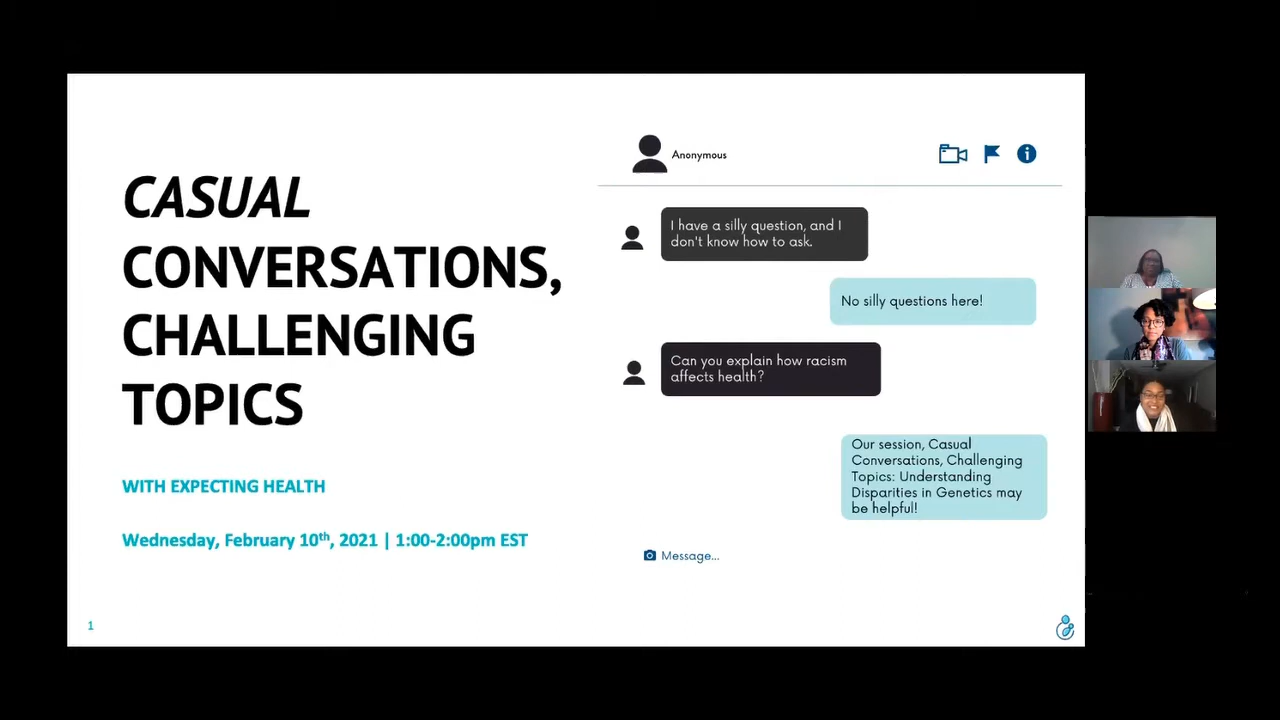 CASUAL
CONVERSATIONS,
CHALLENGING
TOPICS
WITH EXPECTING HEALTH
Wednesday, February 10th, 2021 | 1:00-2:00pm EST
1
Anonymous
I have a silly question, and I
don't know how to ask.
No silly questions here!
Can you explain how racism
affects health?
Our session, Casual
Conversations, Challenging
Topics: Understanding
Disparities in Genetics may
be helpful!
Message...